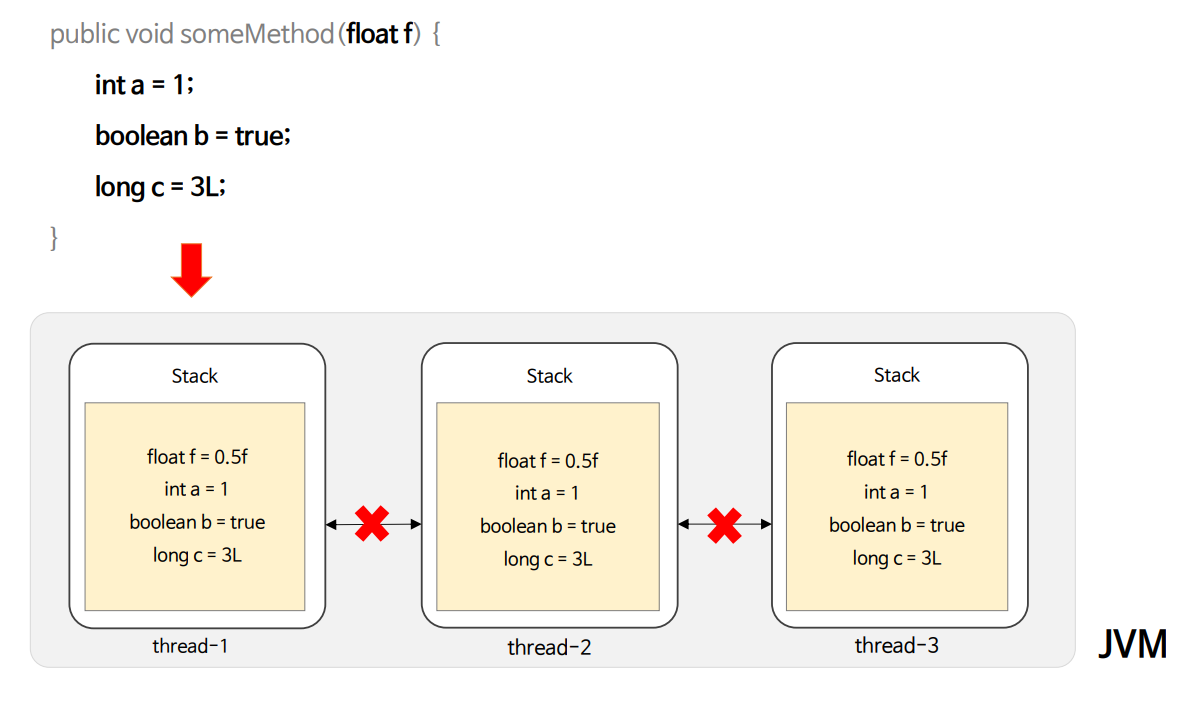 public void someMethod(float f) {
int a = 1;
boolean b = true;
long c = 3L;
}
Stack
float f = 0.5f
int a = 1
boolean b = true
long c = 3L
thread-1
Stack
float f = 0.5f
int a = 1
boolean b = true
long c = 3L
thread-2
Stack
float f = 0.5f
int a = 1
boolean b = true
long c = 3L
thread-3
JVM